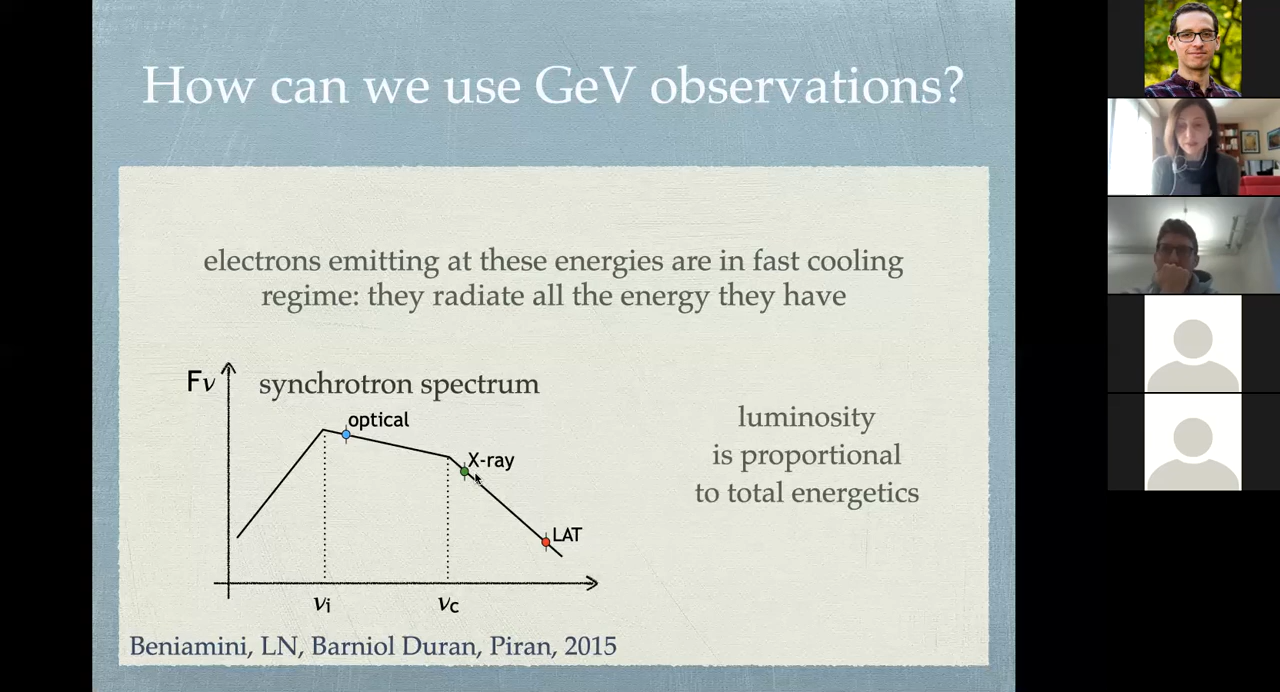 How can we use GeV observations?
electrons emitting at these energies are in fast cooling
regime: they radiate all the energy they have
Fν
synchrotron spectrum
optical
X-ray
LAT
νi
νc
luminosity
is proportional
to total energetics
Beniamini, LN, Barniol Duran, Piran, 2015